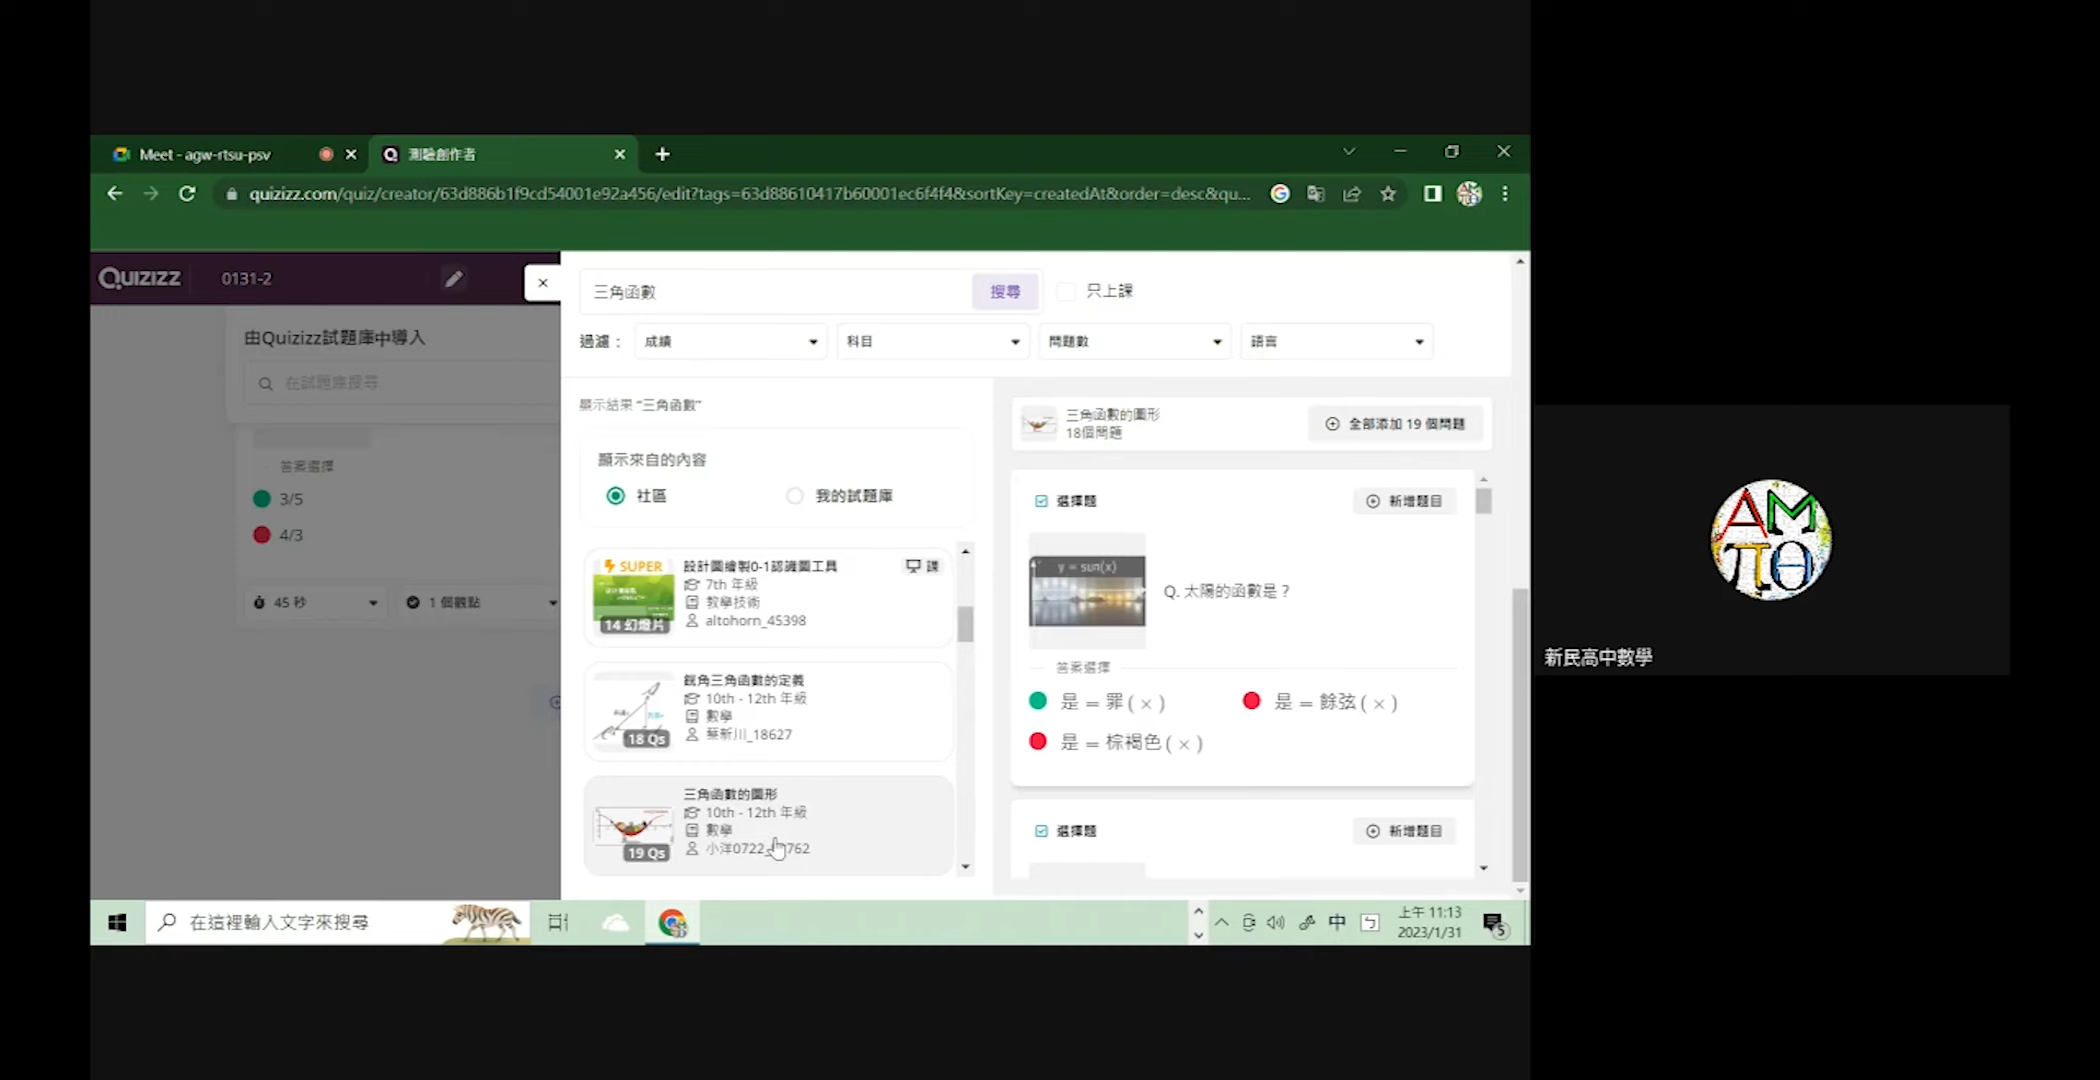 Meet - agw-rtsu-psv
測驗創作者
quizizz.com/quiz/creator/63d886b1f9cd54001e92a456/edit?tags=63d88610417b60001ec6f4f4&sortKey=createdAt&order=desc&qu...
QUIZIZZ
0131-2
三角函數
搜尋
只上課
由Quizizz試題庫中導入
在試題庫搜尋
過濾：
成績
科目
問題數
語言
答案選擇
3/5
4/3
45 秒
1 個觀點
顯示結果 “三角函數”
顯示來自的內容
社區
我的試題庫
SUPER
設計圖繪製0-1認識圖工具
課
7th 年級
教學技術
14 幻燈片
altohorn_45398
銳角三角函數的定義
10th - 12th 年級
數學
18 Qs
三角函數的圖形
10th - 12th 年級
數學
19 Qs
三角函數的圖形
18個問題
全部添加 19 個問題
選擇題
新增題目
y = sun(x)
Q. 太陽的函數是？
答案選擇
是 = 罪 ( × )
是 = 餘弦 ( × )
是 = 棕褐色 ( × )
選擇題
新增題目
AM
πθ
新民高中數學
在這裡輸入文字來搜尋
中
ㄅ
上午 11:13
2023/1/31
5